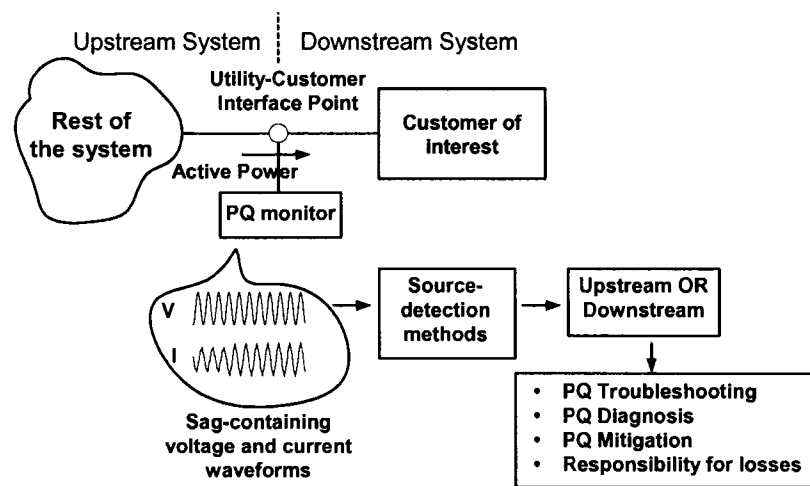 Upstream System
Downstream System
Utility-Customer
Interface Point
Rest of
the system
Customer of
interest
Active Power
PQ monitor
V
I
Source-
detection
methods
Upstream OR
Downstream
Sag-containing
voltage and current
waveforms
• PQ Troubleshooting
• PQ Diagnosis
• PQ Mitigation
• Responsibility for losses